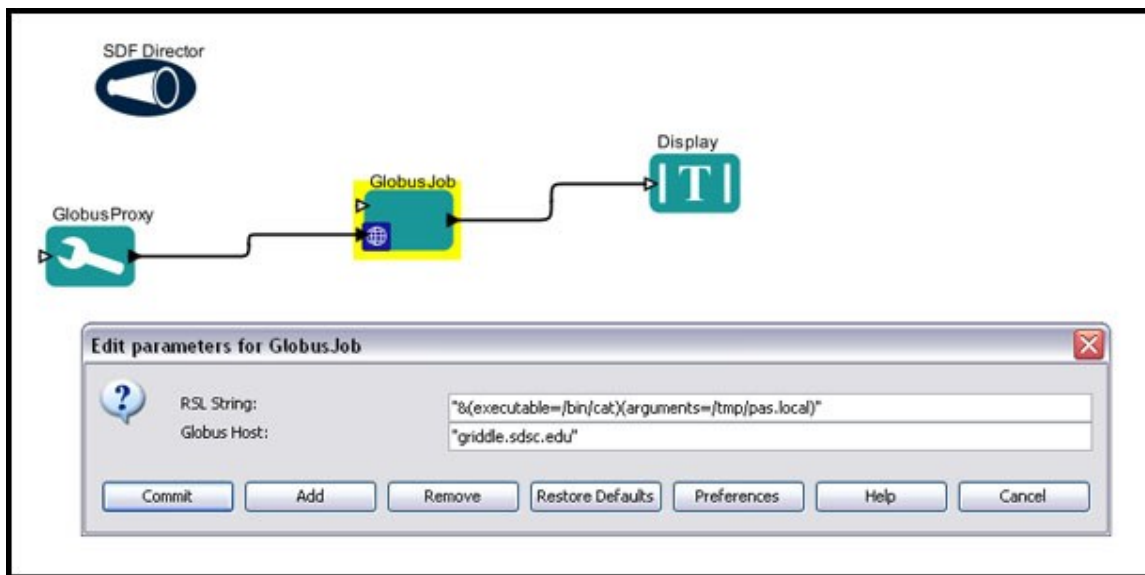 SDF Director
Display
GlobusJob
GlobusProxy
T
Edit parameters for GlobusJob
?
RSL String: "&(executable=/bin/cat)(arguments=/tmp/pas.local)"
Globus Host: "griddle.sdsc.edu"
Commit Add Remove Restore Defaults Preferences Help Cancel